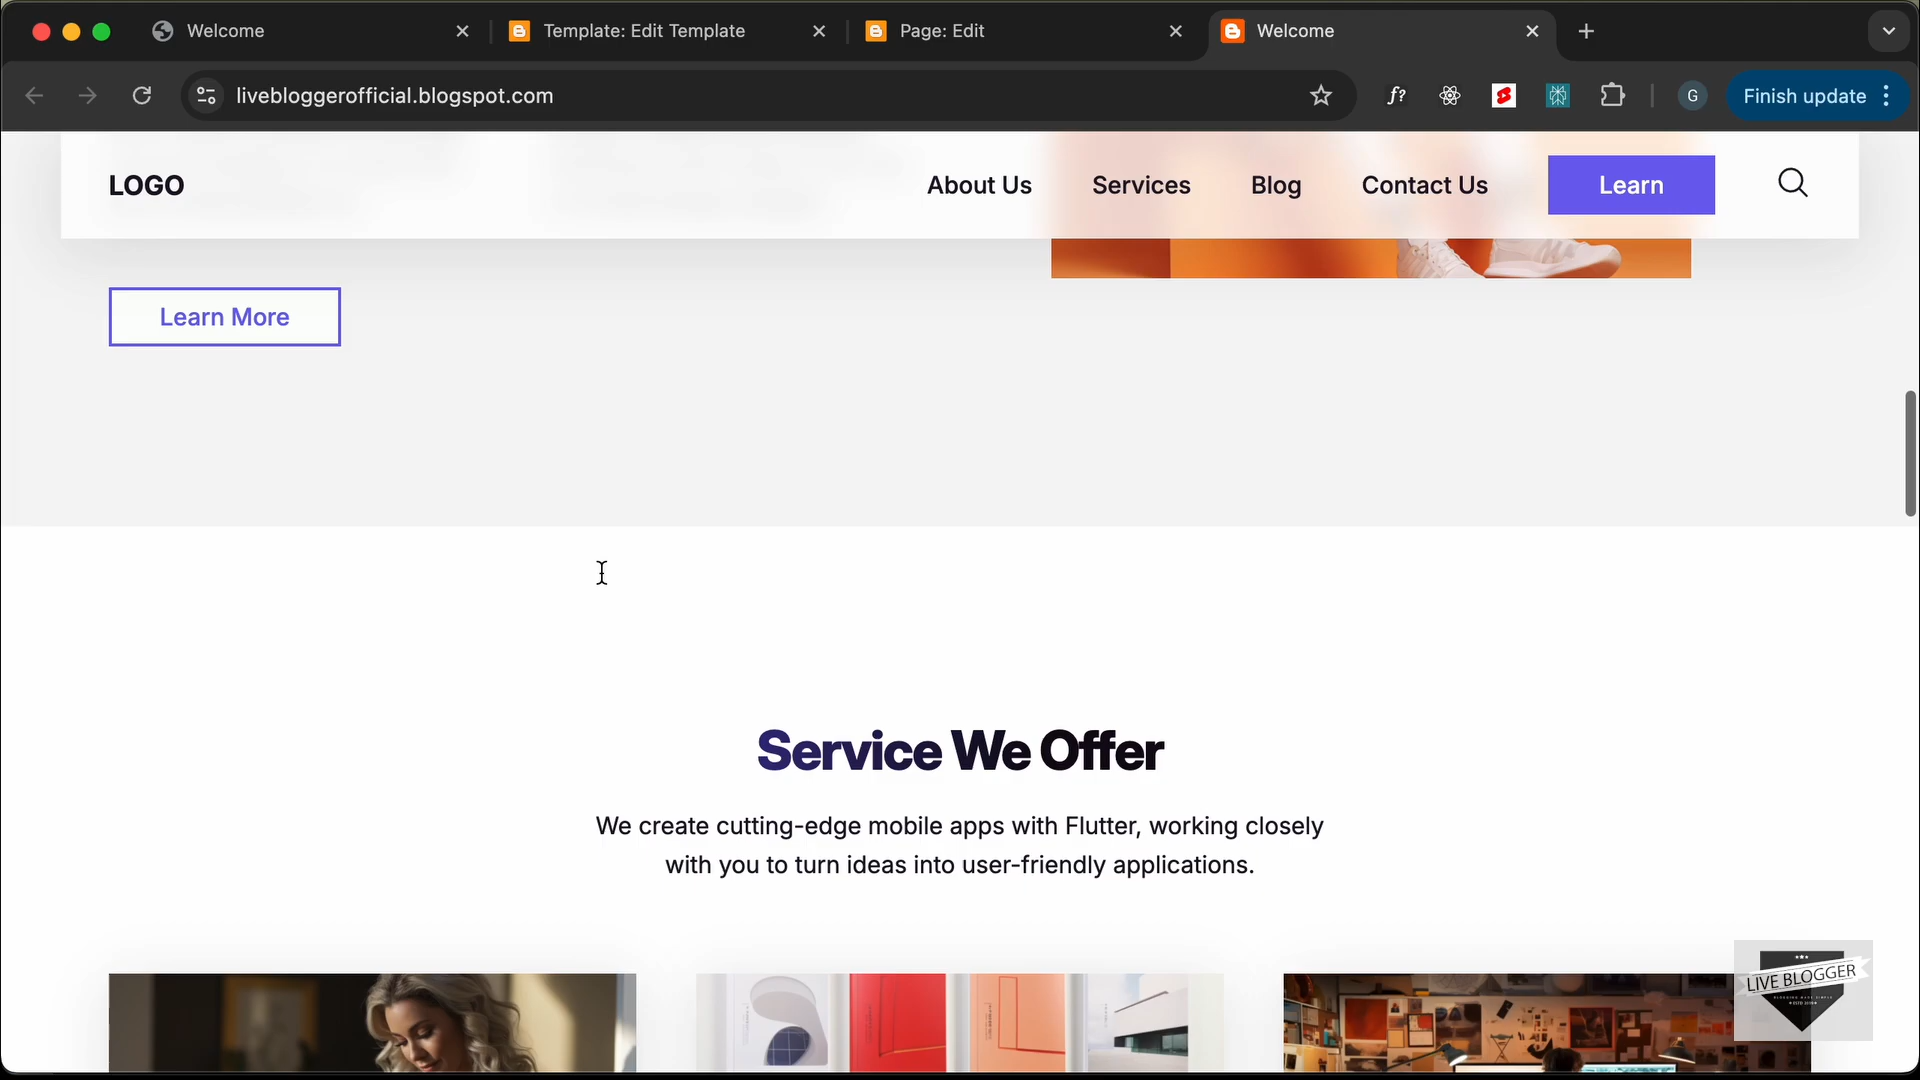 Welcome
Template: Edit Template
Page: Edit
Welcome
livebloggerofficial.blogspot.com
f?
G
Finish update
LOGO
About Us
Services
Blog
Contact Us
Learn
Learn More
Service We Offer
We create cutting-edge mobile apps with Flutter, working closely
with you to turn ideas into user-friendly applications.
LIVE BLOGGER